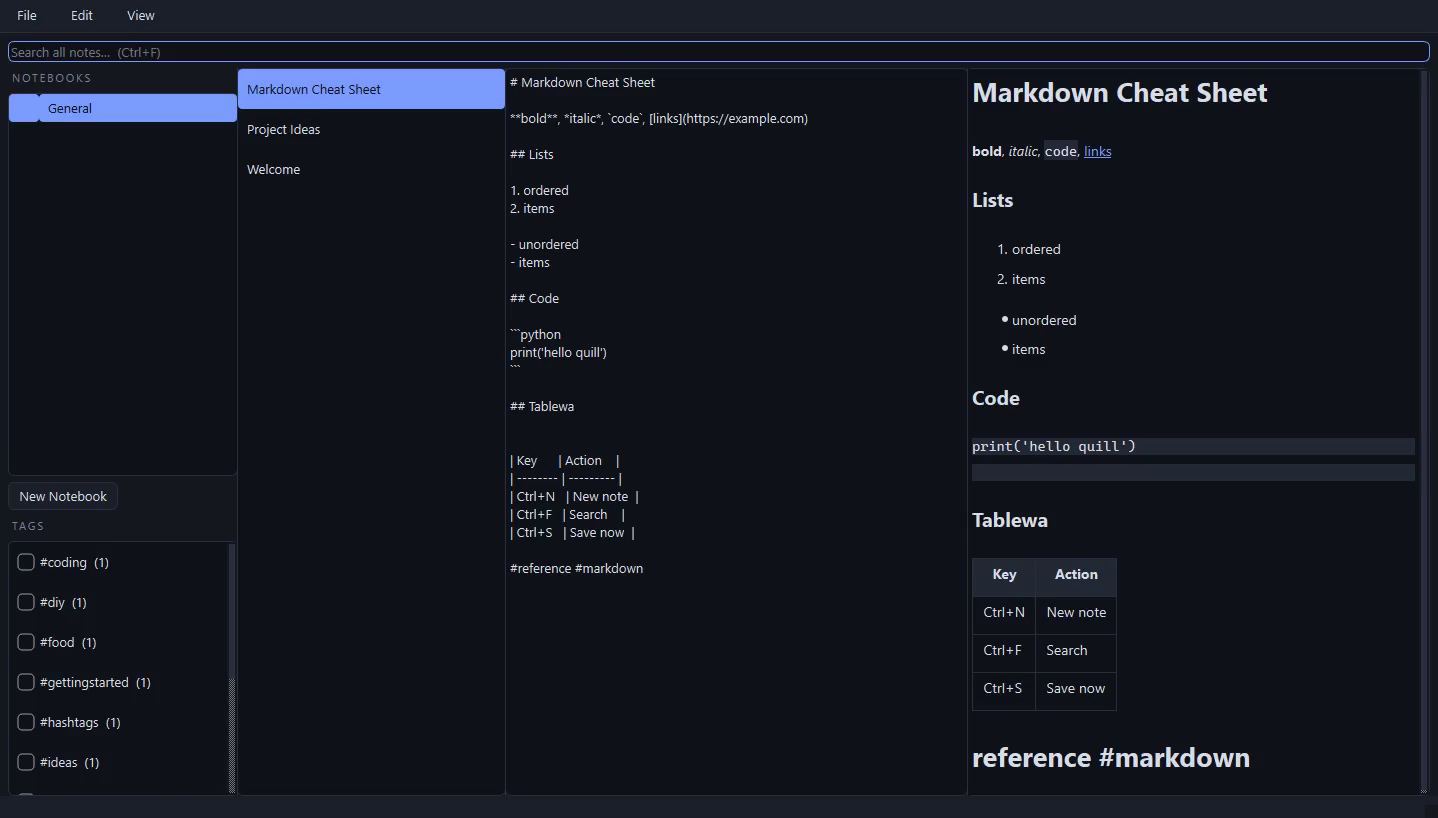 File Edit View
Search all notes... (Ctrl+F)
NOTEBOOKS
General
New Notebook
TAGS
#coding (1)
#diy (1)
#food (1)
#gettingstarted (1)
#hashtags (1)
#ideas (1)
Markdown Cheat Sheet
Project Ideas
Welcome
# Markdown Cheat Sheet
**bold**, *italic*, `code`, [links](https://example.com)
## Lists
1. ordered
2. items
- unordered
- items
## Code
```python
print('hello quill')
```
## Tablewa
| Key | Action |
| -------- | --------- |
| Ctrl+N | New note |
| Ctrl+F | Search |
| Ctrl+S | Save now |
#reference #markdown
Markdown Cheat Sheet
bold, italic, code, links
Lists
1. ordered
2. items
• unordered
• items
Code
print('hello quill')
Tablewa
Key Action
Ctrl+N New note
Ctrl+F Search
Ctrl+S Save now
reference #markdown